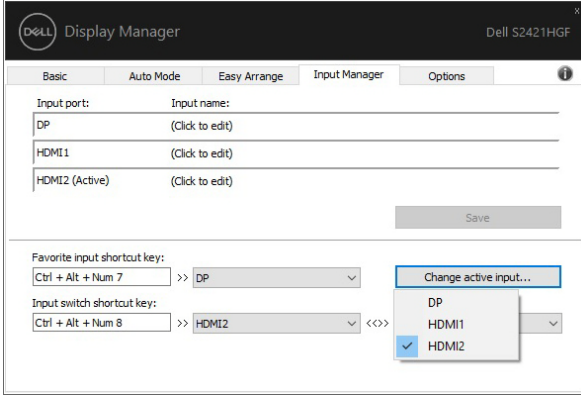 DELL Display Manager Dell S2421HGF
Basic Auto Mode Easy Arrange Input Manager Options
Input port: Input name:
DP (Click to edit)
HDMI1 (Click to edit)
HDMI2 (Active) (Click to edit)
Save
Favorite input shortcut key:
Ctrl + Alt + Num 7 >> DP Change active input...
Input switch shortcut key:
Ctrl + Alt + Num 8 >> HDMI2 <<>>
DP
HDMI1
HDMI2